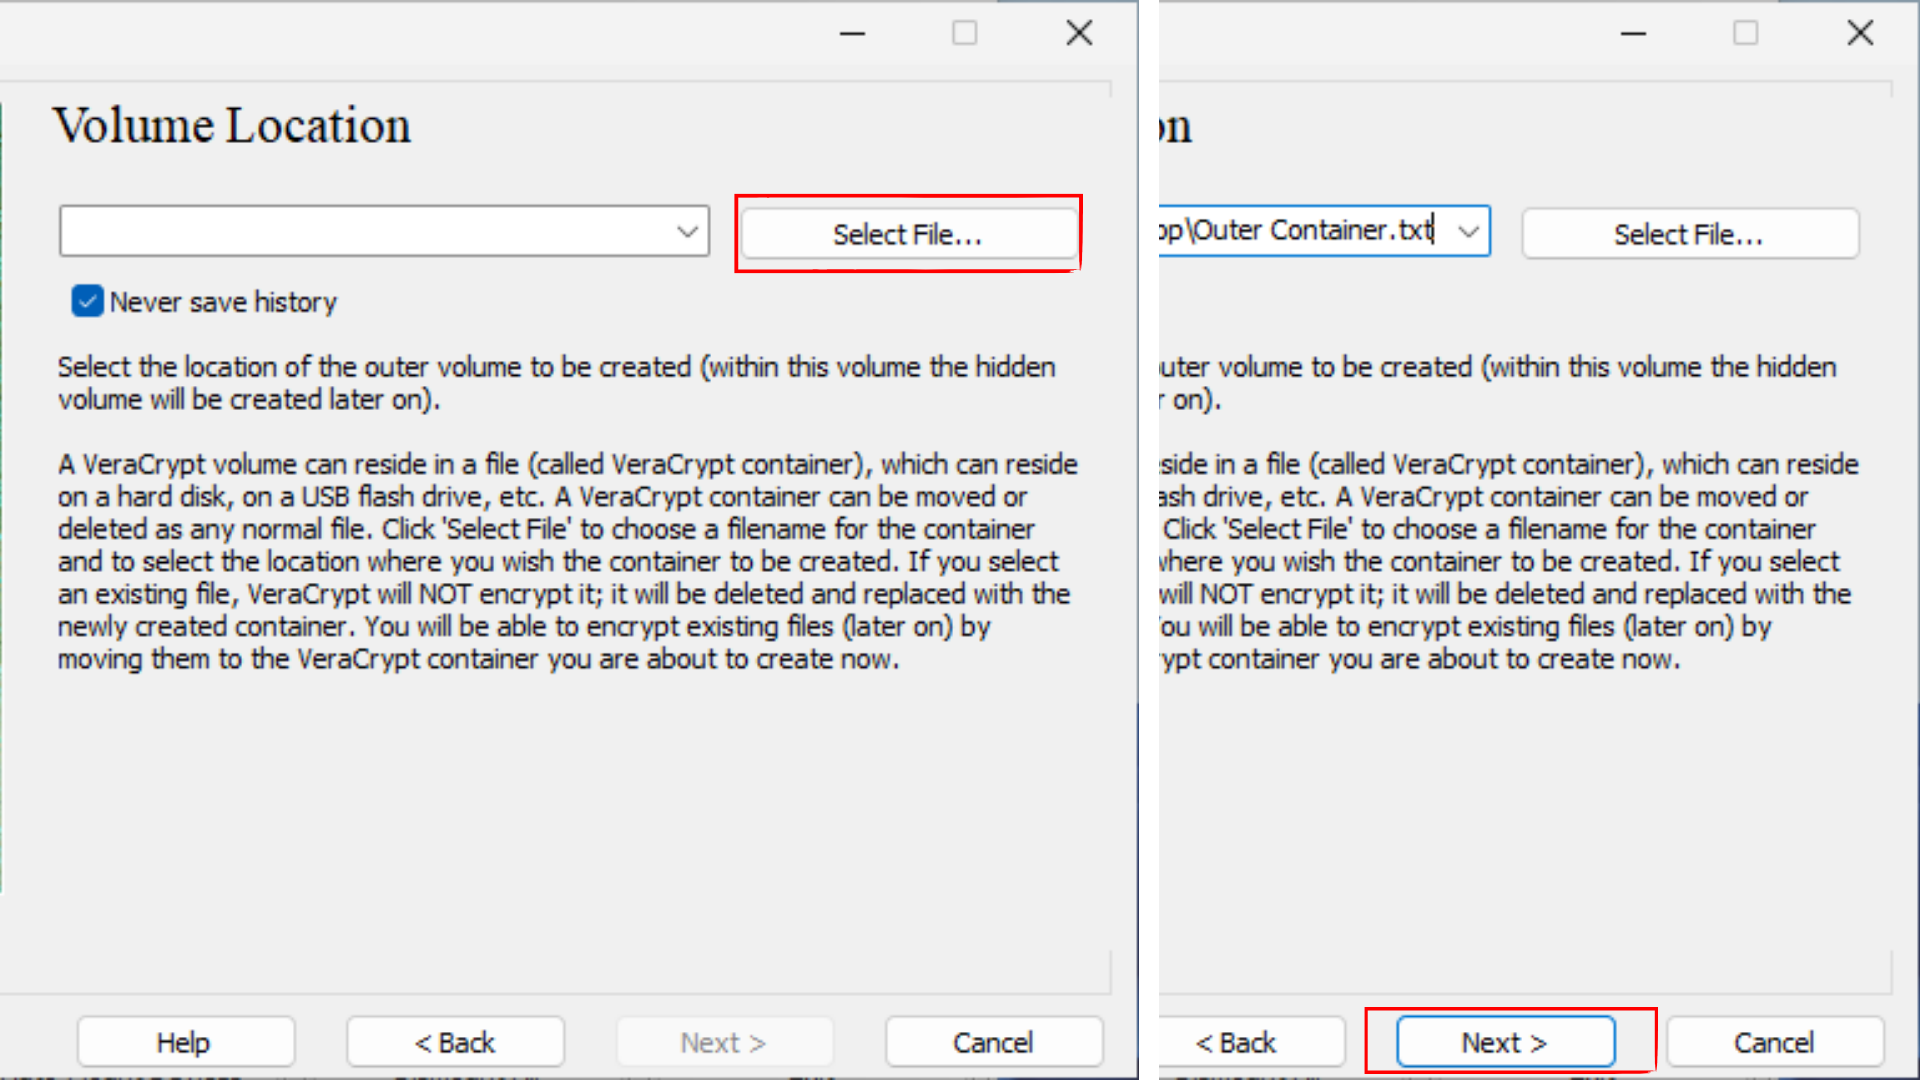 Volume Location
Select File...
Never save history
Select the location of the outer volume to be created (within this volume the hidden
volume will be created later on).
A VeraCrypt volume can reside in a file (called VeraCrypt container), which can reside
on a hard disk, on a USB flash drive, etc. A VeraCrypt container can be moved or
deleted as any normal file. Click 'Select File' to choose a filename for the container
and to select the location where you wish the container to be created. If you select
an existing file, VeraCrypt will NOT encrypt it; it will be deleted and replaced with the
newly created container. You will be able to encrypt existing files (later on) by
moving them to the VeraCrypt container you are about to create now.
Help
< Back
Next >
Cancel
on
op\Outer Container.txt
Select File...
uter volume to be created (within this volume the hidden
r on).
side in a file (called VeraCrypt container), which can reside
ash drive, etc. A VeraCrypt container can be moved or
Click 'Select File' to choose a filename for the container
where you wish the container to be created. If you select
will NOT encrypt it; it will be deleted and replaced with the
You will be able to encrypt existing files (later on) by
ypt container you are about to create now.
< Back
Next >
Cancel